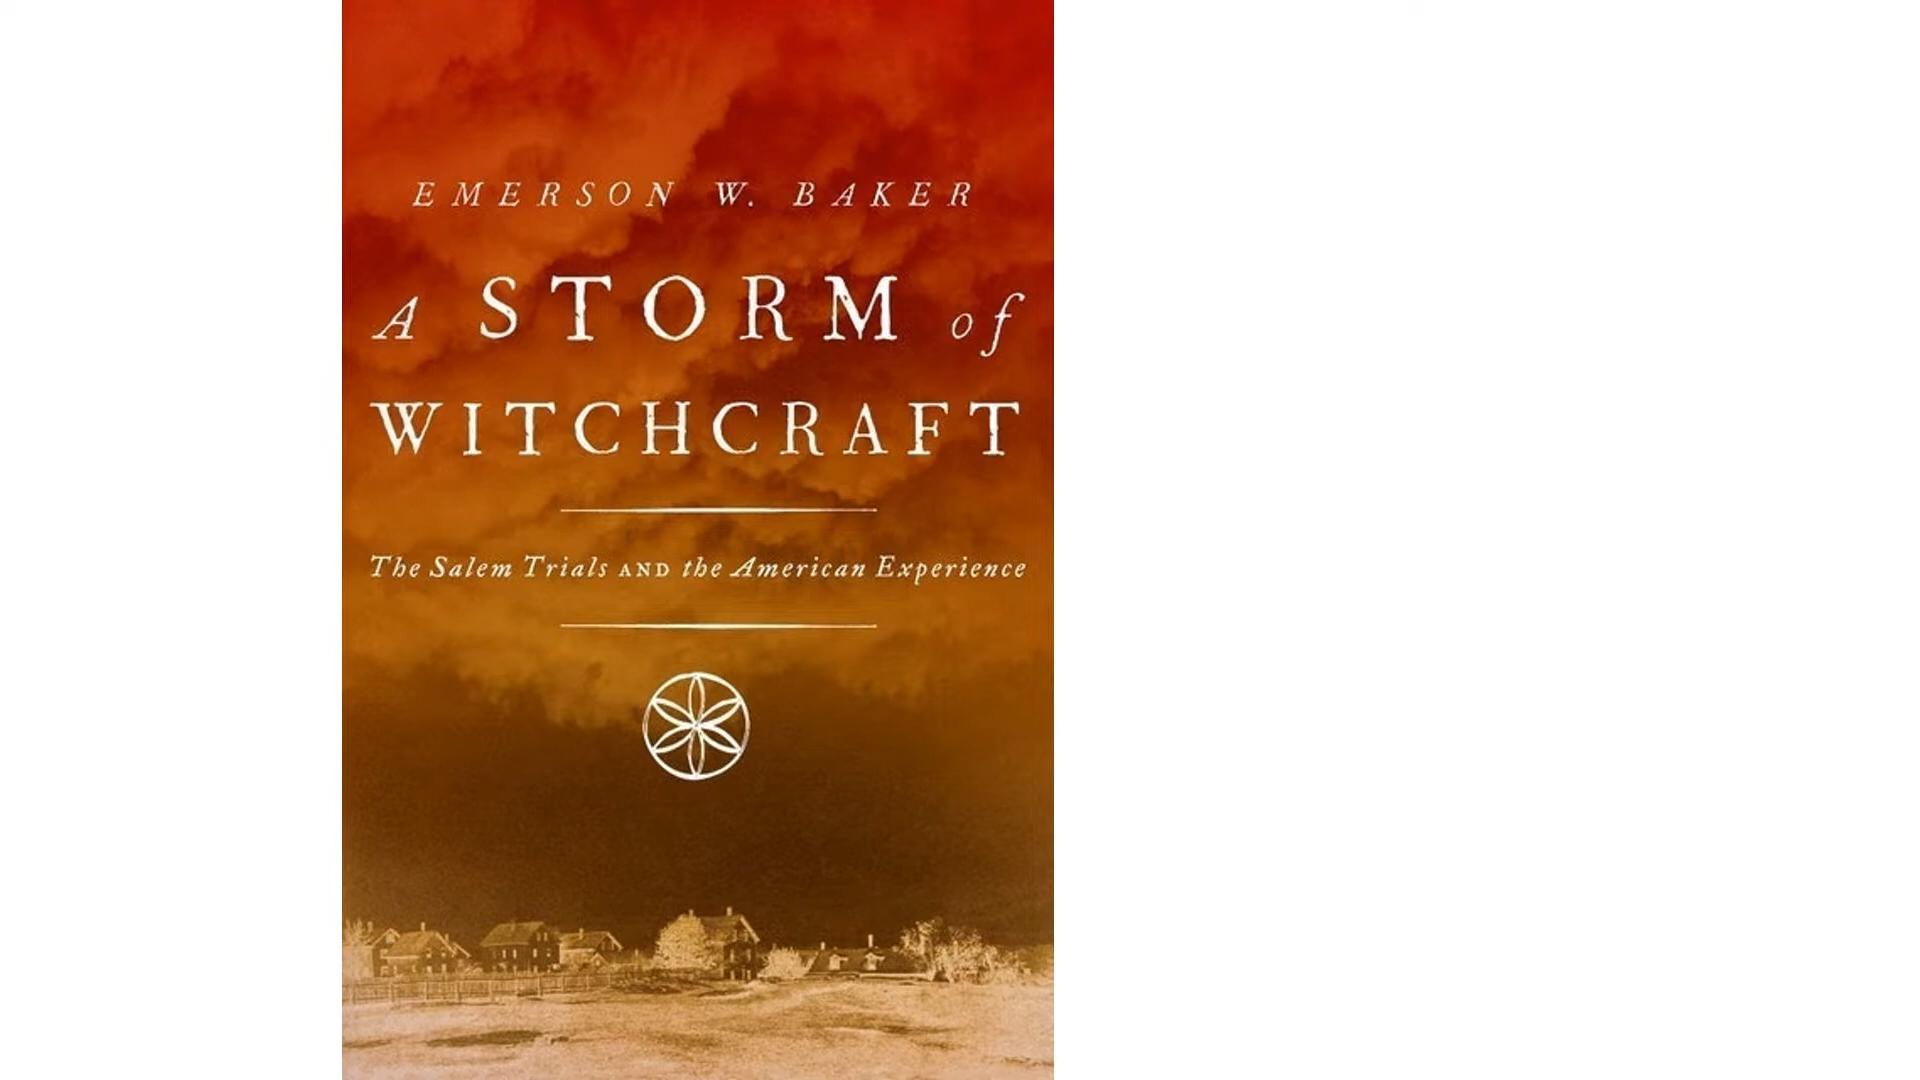 EMERSON W. BAKER
A STORM of
WITCHCRAFT
The Salem Trials AND the American Experience